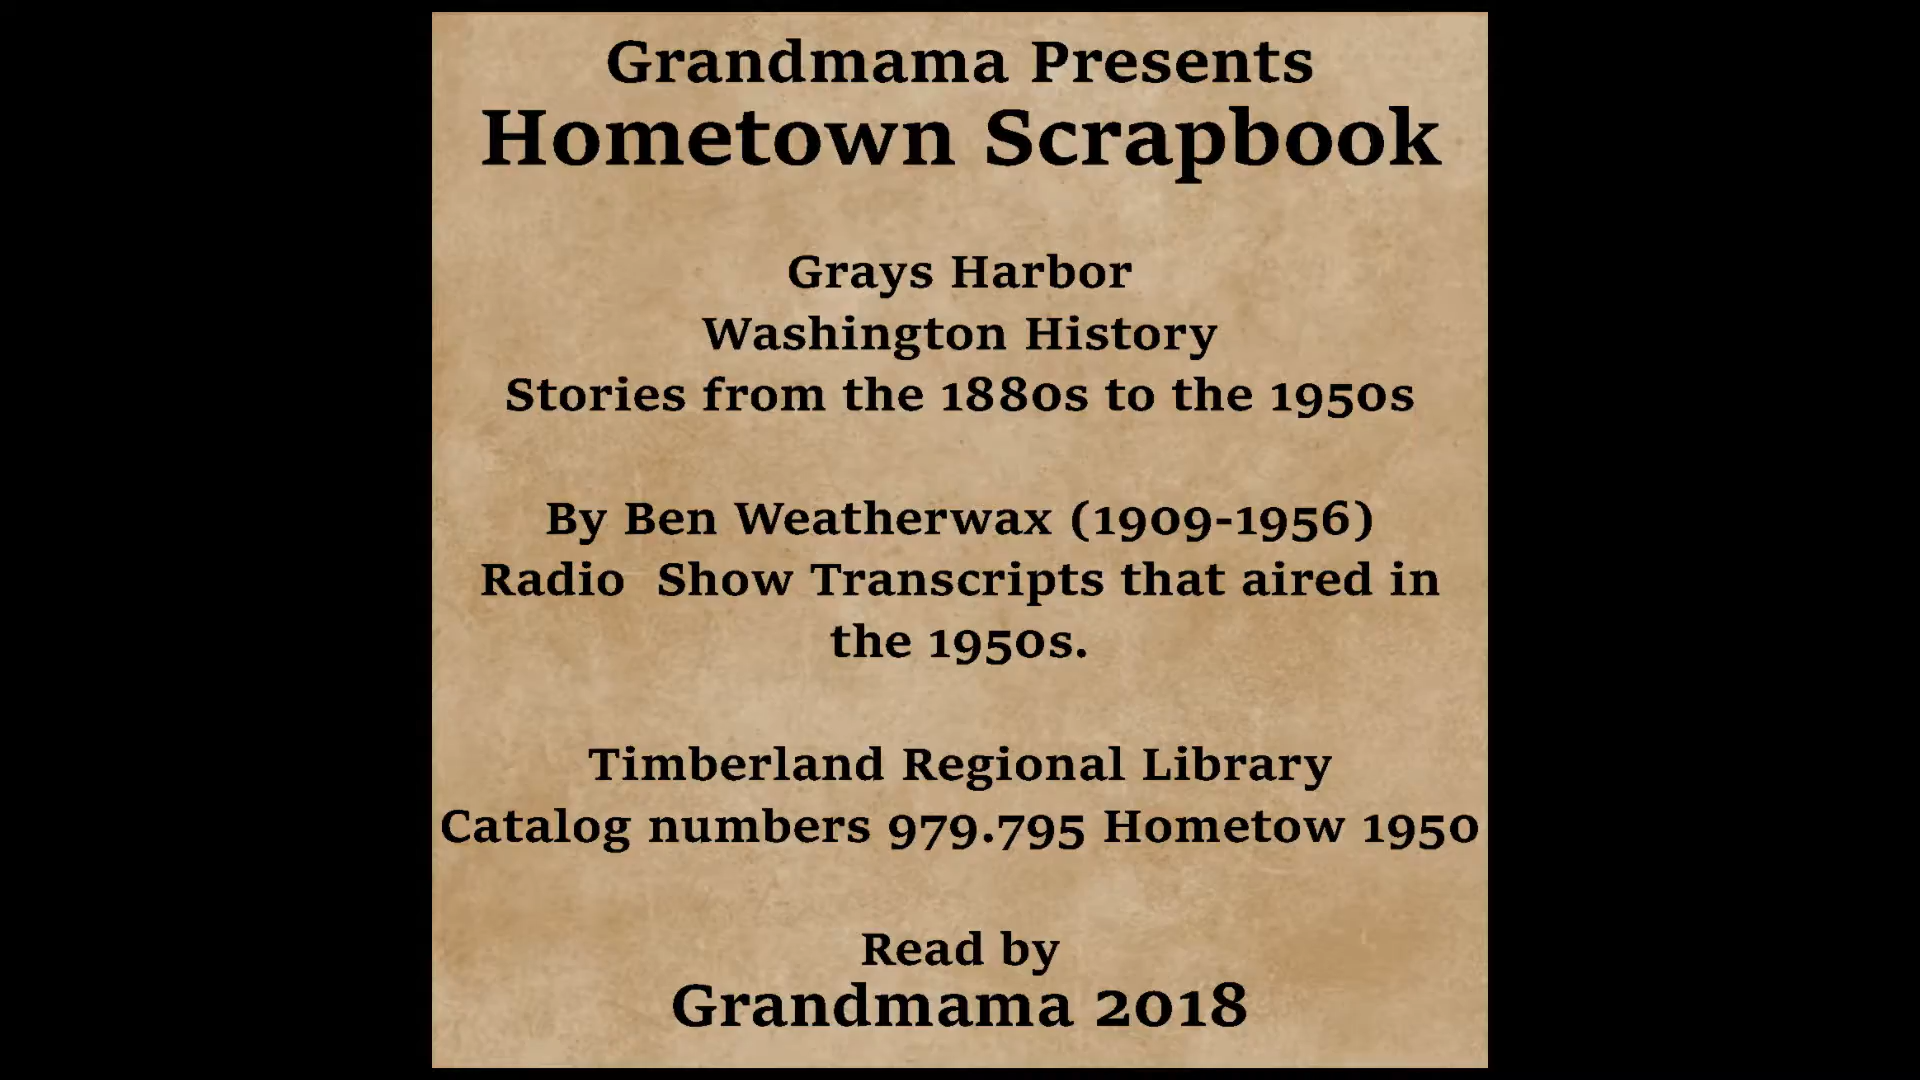 Grandmama Presents
Hometown Scrapbook
Grays Harbor
Washington History
Stories from the 1880s to the 1950s
By Ben Weatherwax (1909-1956)
Radio  Show Transcripts that aired in
the 1950s.
Timberland Regional Library
Catalog numbers 979.795 Hometow 1950
Read by
Grandmama 2018